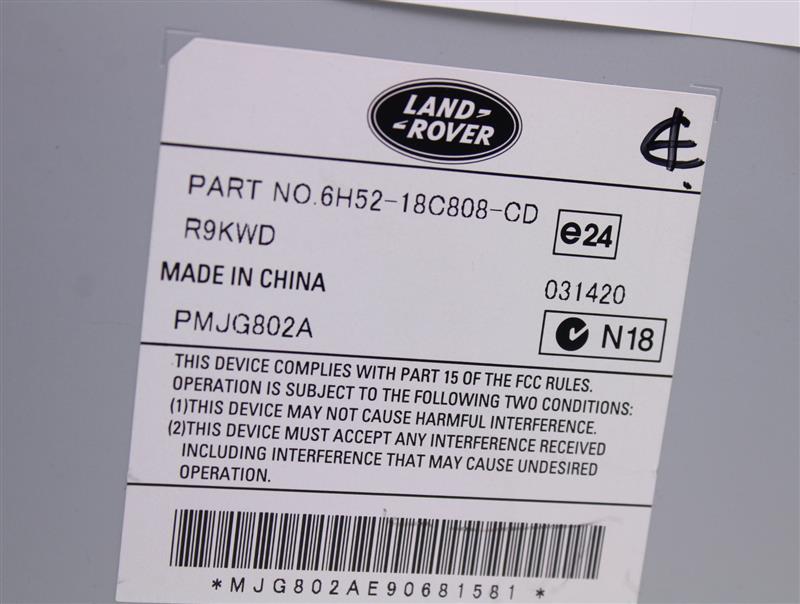 LAND
ROVER
PART NO.6H52-18C808-CD
e24
R9KWD
MADE IN CHINA
031420
PMJG802A
N18
THIS DEVICE COMPLIES WITH PART 15 OF THE FCC RULES.
OPERATION IS SUBJECT TO THE FOLLOWING TWO CONDITIONS:
(1)THIS DEVICE MAY NOT CAUSE HARMFUL INTERFERENCE.
(2)THIS DEVICE MUST ACCEPT ANY INTERFERENCE RECEIVED
INCLUDING INTERFERENCE THAT MAY CAUSE UNDESIRED
OPERATION.
*MJG802AE90681581*